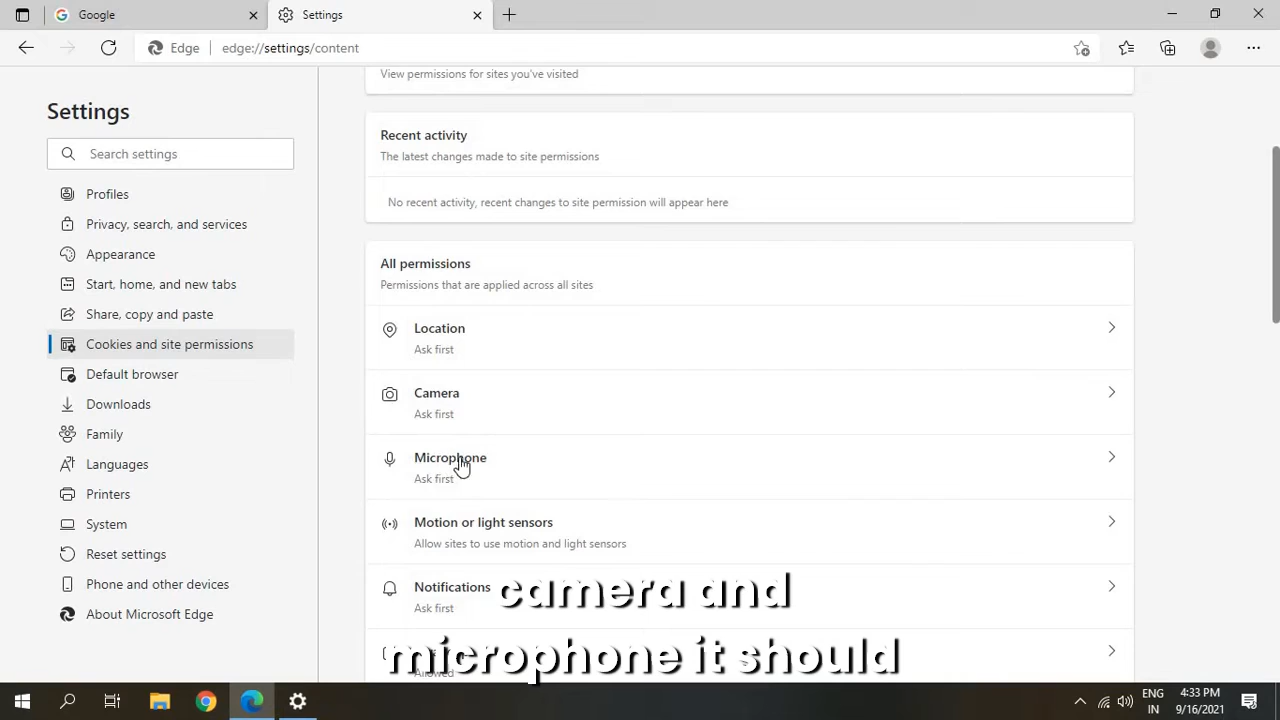 Google
Settings
Edge
edge://settings/content
View permissions for sites you've visited
Settings
Search settings
Profiles
Privacy, search, and services
Appearance
Start, home, and new tabs
Share, copy and paste
Cookies and site permissions
Default browser
Downloads
Family
Languages
Printers
System
Reset settings
Phone and other devices
About Microsoft Edge
Recent activity
The latest changes made to site permissions
No recent activity, recent changes to site permission will appear here
All permissions
Permissions that are applied across all sites
Location
Ask first
Camera
Ask first
Microphone
Ask first
Motion or light sensors
Allow sites to use motion and light sensors
Notifications
Ask first
Allowed
camera and
microphone it should
ENG
IN
4:33 PM
9/16/2021